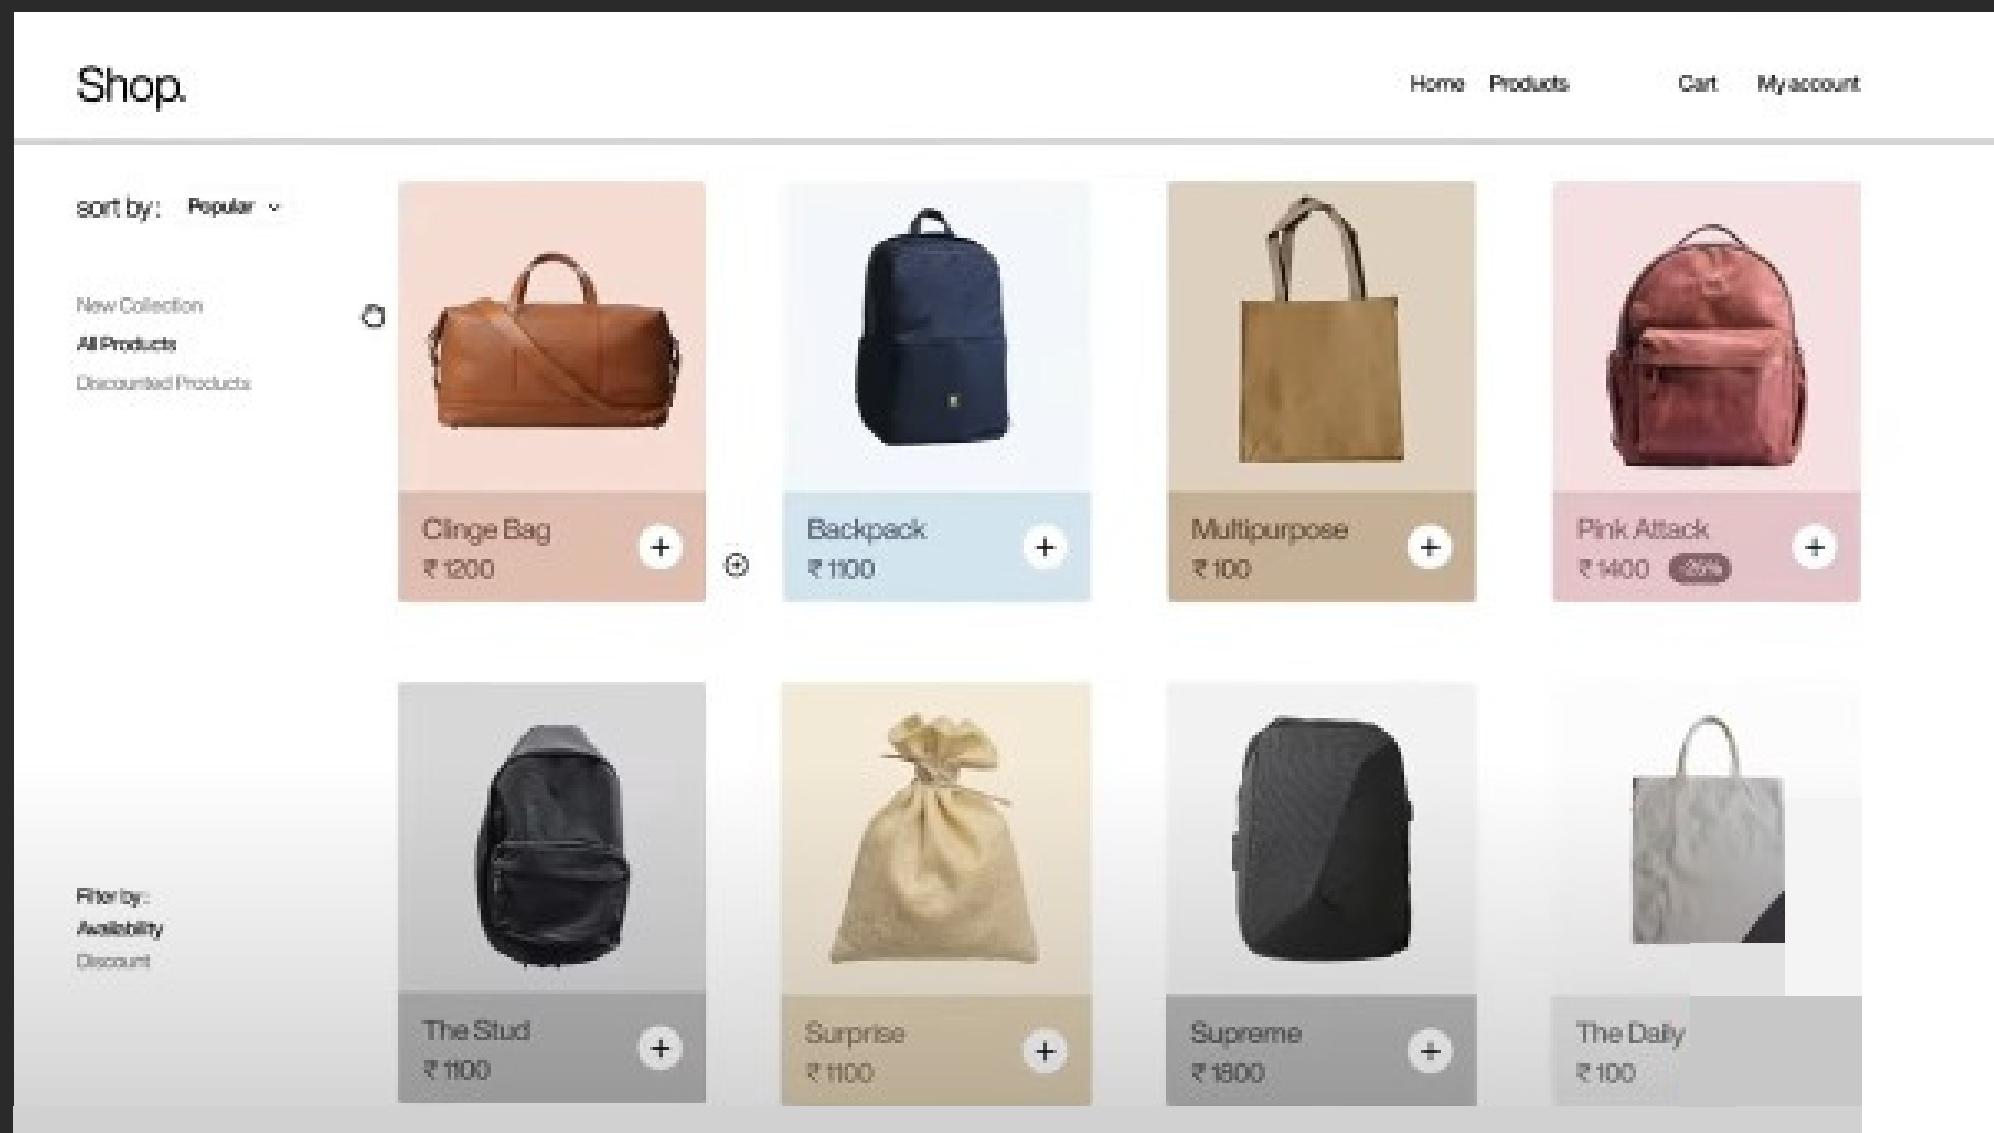 Shop.
Home Products Cart My account
sort by: Popular
New Collection
All Products
Discounted Products
Clinge Bag
₹ 1200
Backpack
₹ 1100
Multipurpose
₹ 100
Pink Attack
₹ 1400 -20%
Filter by:
Availability
Discount
The Stud
₹ 1100
Surprise
₹ 1100
Supreme
₹ 1800
The Daily
₹ 100